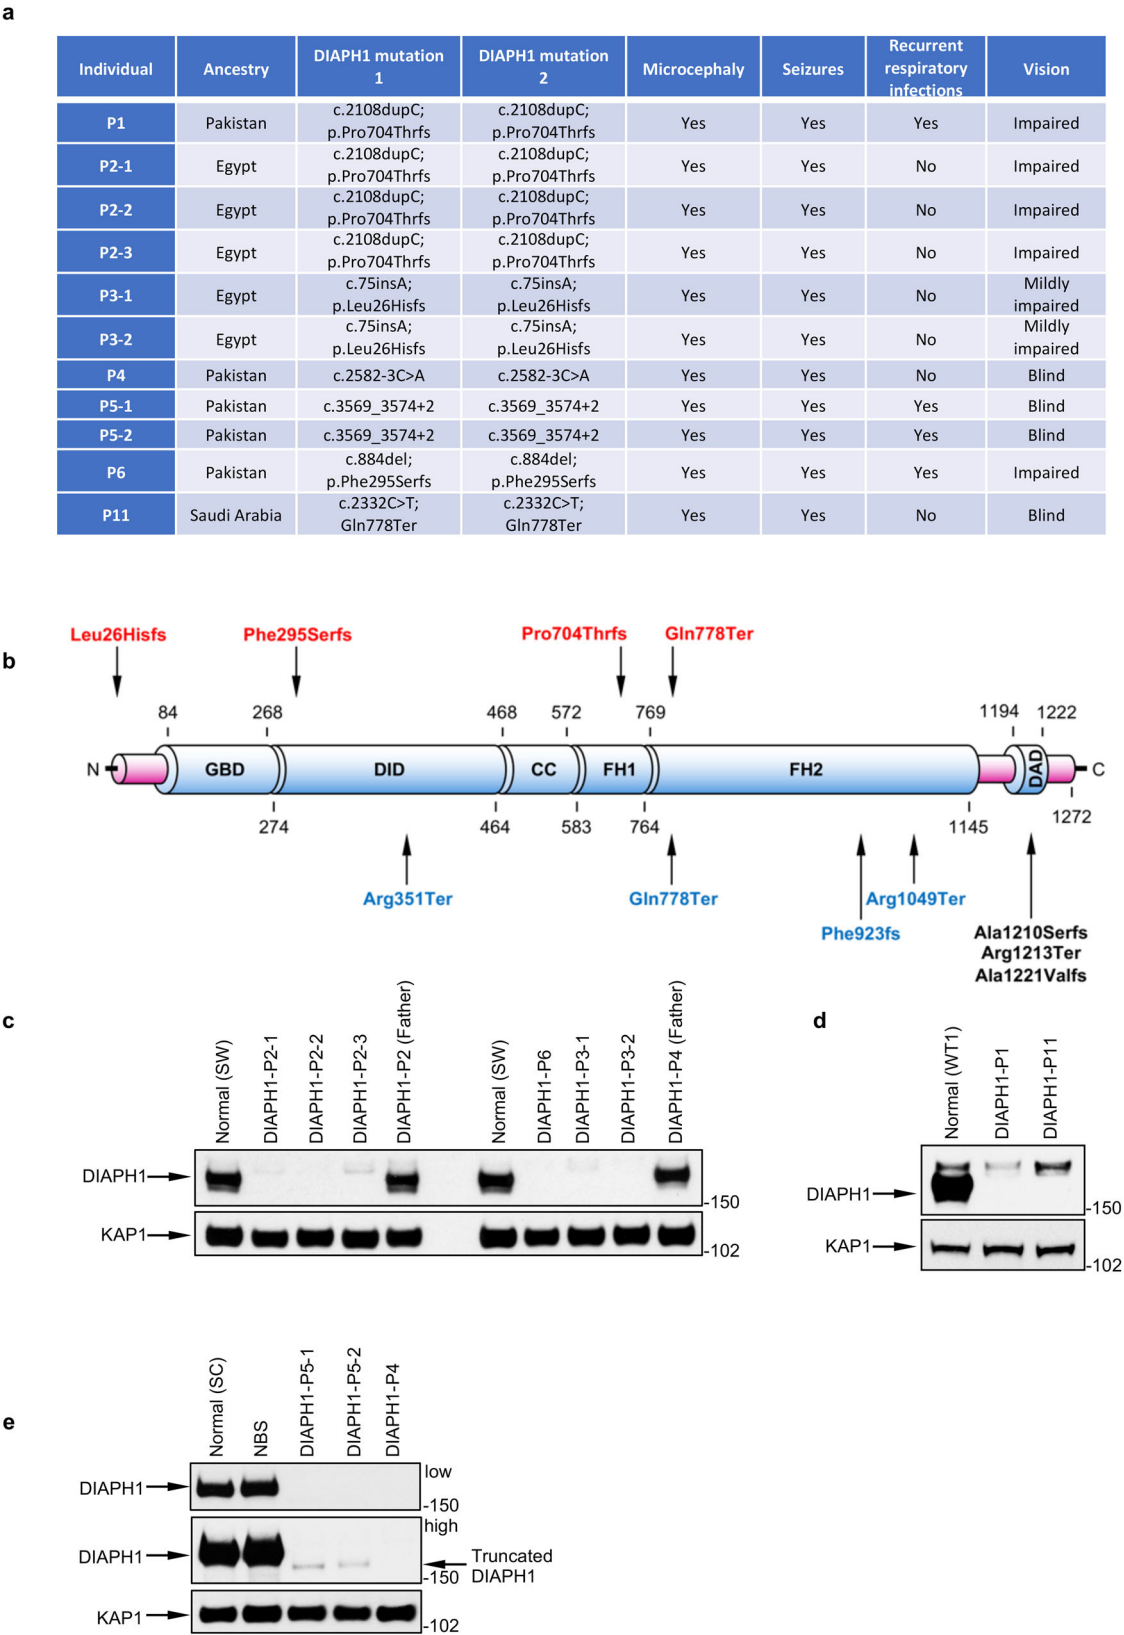 a
Individual Ancestry DIAPH1 mutation 1 DIAPH1 mutation 2 Microcephaly Seizures Recurrent respiratory infections Vision
P1 Pakistan c.2108dupC; p.Pro704Thrfs c.2108dupC; p.Pro704Thrfs Yes Yes Yes Impaired
P2-1 Egypt c.2108dupC; p.Pro704Thrfs c.2108dupC; p.Pro704Thrfs Yes Yes No Impaired
P2-2 Egypt c.2108dupC; p.Pro704Thrfs c.2108dupC; p.Pro704Thrfs Yes Yes No Impaired
P2-3 Egypt c.2108dupC; p.Pro704Thrfs c.2108dupC; p.Pro704Thrfs Yes Yes No Impaired
P3-1 Egypt c.75insA; p.Leu26Hisfs c.75insA; p.Leu26Hisfs Yes Yes No Mildly impaired
P3-2 Egypt c.75insA; p.Leu26Hisfs c.75insA; p.Leu26Hisfs Yes Yes No Mildly impaired
P4 Pakistan c.2582-3C>A c.2582-3C>A Yes Yes No Blind
P5-1 Pakistan c.3569_3574+2 c.3569_3574+2 Yes Yes Yes Blind
P5-2 Pakistan c.3569_3574+2 c.3569_3574+2 Yes Yes Yes Blind
P6 Pakistan c.884del; p.Phe295Serfs c.884del; p.Phe295Serfs Yes Yes Yes Impaired
P11 Saudi Arabia c.2332C>T; Gln778Ter c.2332C>T; Gln778Ter Yes Yes No Blind
b
Leu26Hisfs Phe295Serfs Pro704Thrfs Gln778Ter
84 268 468 572 769 1194 1222
N GBD DID CC FH1 FH2 DAD C
274 464 583 764 1145 1272
Arg351Ter Gln778Ter Arg1049Ter
Phe923fs
Ala1210Serfs
Arg1213Ter
Ala1221Valfs
c
Normal (SW) DIAPH1-P2-1 DIAPH1-P2-2 DIAPH1-P2-3 DIAPH1-P2 (Father) Normal (SW) DIAPH1-P6 DIAPH1-P3-1 DIAPH1-P3-2 DIAPH1-P4 (Father)
DIAPH1
-150
KAP1
-102
d
Normal (WT1) DIAPH1-P1 DIAPH1-P11
DIAPH1
-150
KAP1
-102
e
Normal (SC) NBS DIAPH1-P5-1 DIAPH1-P5-2 DIAPH1-P4
low
DIAPH1
-150
high
DIAPH1
Truncated
DIAPH1
-150
KAP1
-102